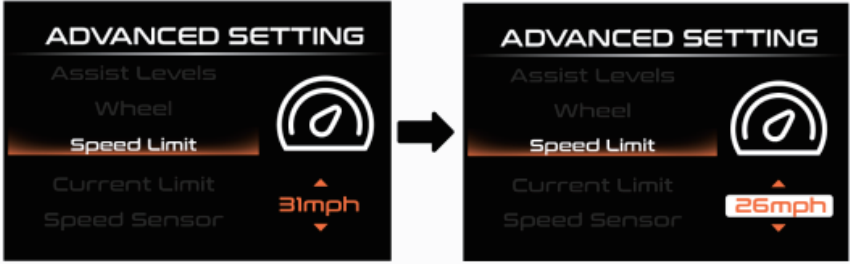 ADVANCED SETTING
Assist Levels
Wheel
Speed Limit
Current Limit
Speed Sensor
31mph
ADVANCED SETTING
Assist Levels
Wheel
Speed Limit
Current Limit
Speed Sensor
26mph